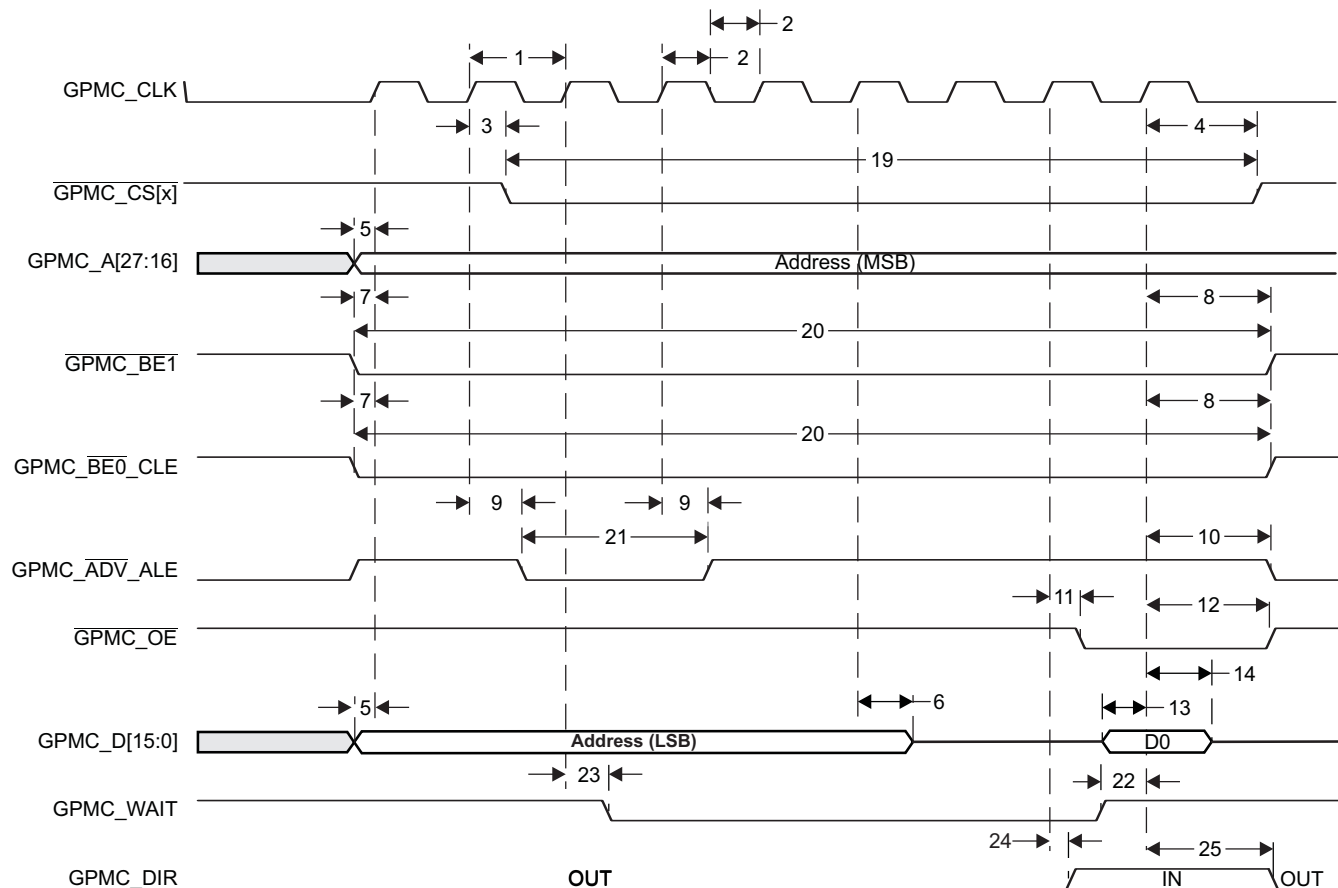 2
1
2
GPMC_CLK
3
4
19
GPMC_CS[x]
5
GPMC_A[27:16]
Address (MSB)
7
8
20
GPMC_BE1
7
8
20
GPMC_BE0_CLE
9
9
21
10
GPMC_ADV_ALE
11
12
GPMC_OE
14
5
6
13
GPMC_D[15:0]
Address (LSB)
D0
23
22
GPMC_WAIT
24
25
GPMC_DIR
OUT
IN
OUT